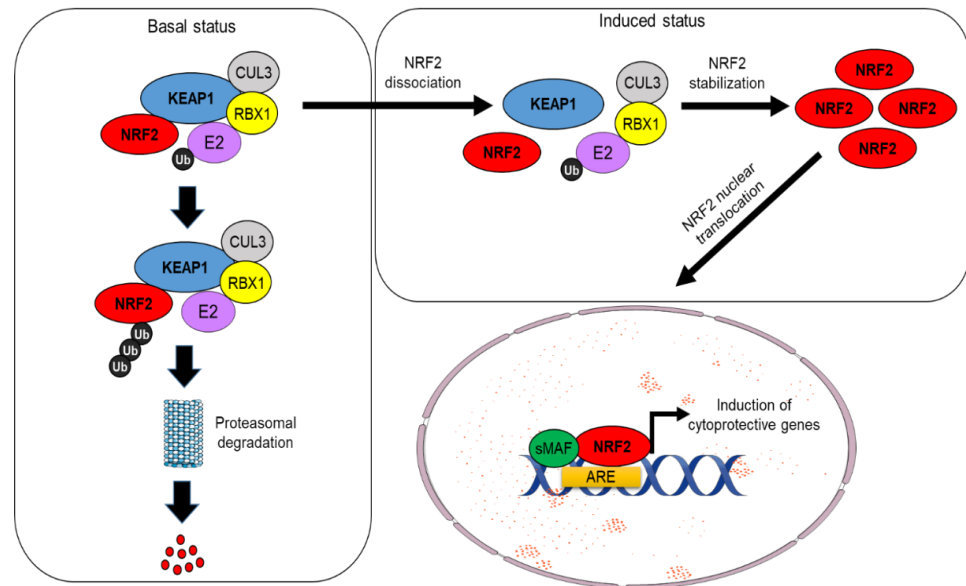 Basal status
CUL3
KEAP1
RBX1
NRF2
E2
Ub
CUL3
KEAP1
RBX1
NRF2
E2
Ub
Ub
Ub
Proteasomal
degradation
Induced status
NRF2
dissociation
CUL3
KEAP1
RBX1
NRF2
E2
Ub
NRF2
stabilization
NRF2
NRF2
NRF2
NRF2
NRF2 nuclear
translocation
Induction of
cytoprotective genes
sMAF
NRF2
ARE